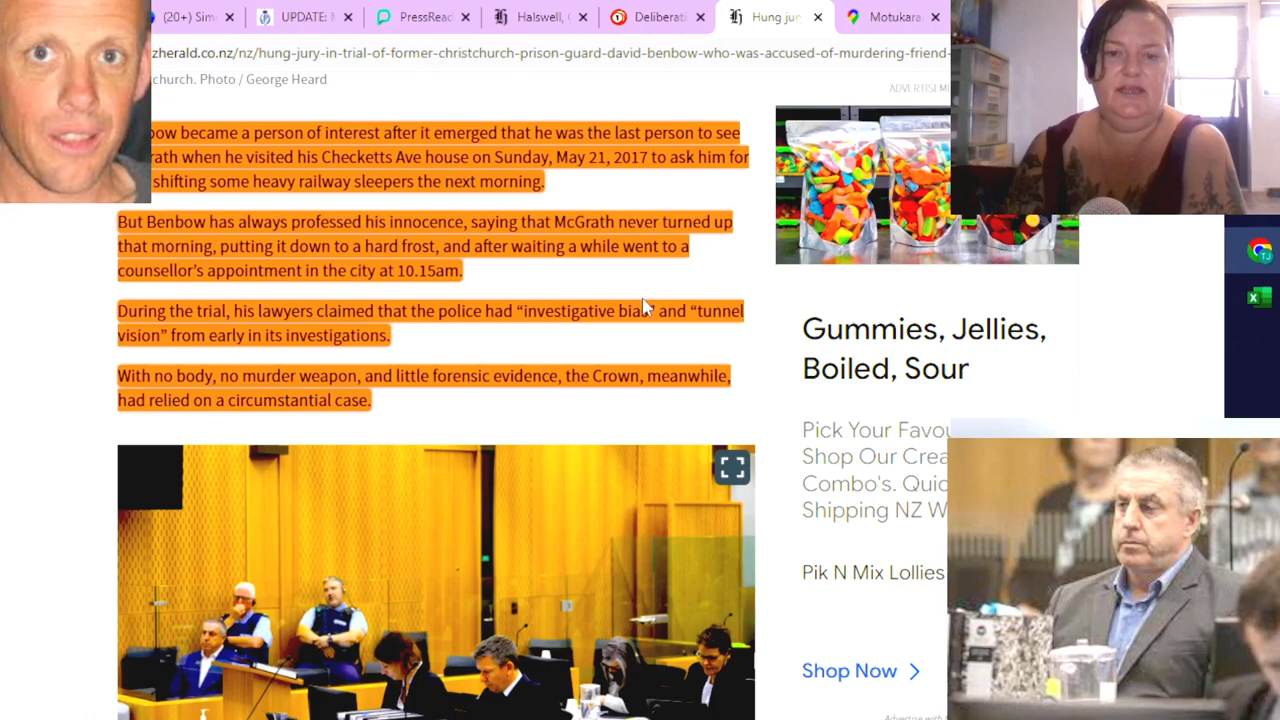 (20+) Sim
UPDATE:
PressRea
Halswell, C
Deliberati
Hung jur
Motukara
zherald.co.nz/nz/hung-jury-in-trial-of-former-christchurch-prison-guard-david-benbow-who-was-accused-of-murdering-friend-
church. Photo / George Heard
ADVERTISEM
bow became a person of interest after it emerged that he was the last person to see
rath when he visited his Checketts Ave house on Sunday, May 21, 2017 to ask him for
shifting some heavy railway sleepers the next morning.
But Benbow has always professed his innocence, saying that McGrath never turned up
that morning, putting it down to a hard frost, and after waiting a while went to a
counsellor’s appointment in the city at 10.15am.
During the trial, his lawyers claimed that the police had “investigative bias” and “tunnel
vision” from early in its investigations.
With no body, no murder weapon, and little forensic evidence, the Crown, meanwhile,
had relied on a circumstantial case.
Gummies, Jellies,
Boiled, Sour
Pick Your Favou
Shop Our Crea
Combo's. Quic
Shipping NZ W
Pik N Mix Lollies
Shop Now
Advertise with
TJ